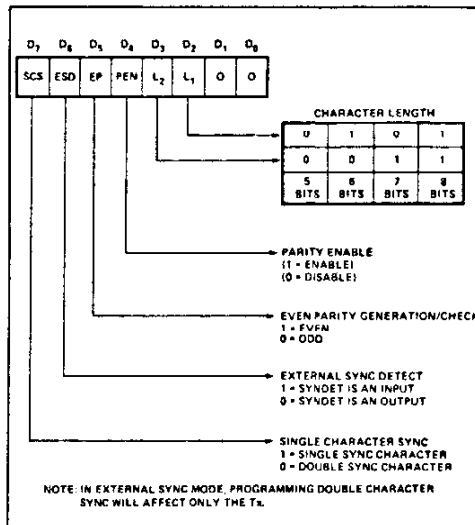 D7 D6 D5 D4 D3 D2 D1 D0
SCS ESD EP PEN L2 L1 0 0
CHARACTER LENGTH
0 1 0 1
0 0 1 1
5 BITS 6 BITS 7 BITS 8 BITS
PARITY ENABLE
(1 = ENABLE)
(0 = DISABLE)
EVEN PARITY GENERATION/CHECK
1 = EVEN
0 = ODD
EXTERNAL SYNC DETECT
1 = SYNDET IS AN INPUT
0 = SYNDET IS AN OUTPUT
SINGLE CHARACTER SYNC
1 = SINGLE SYNC CHARACTER
0 = DOUBLE SYNC CHARACTER
NOTE: IN EXTERNAL SYNC MODE, PROGRAMMING DOUBLE CHARACTER
SYNC WILL AFFECT ONLY THE Tx.